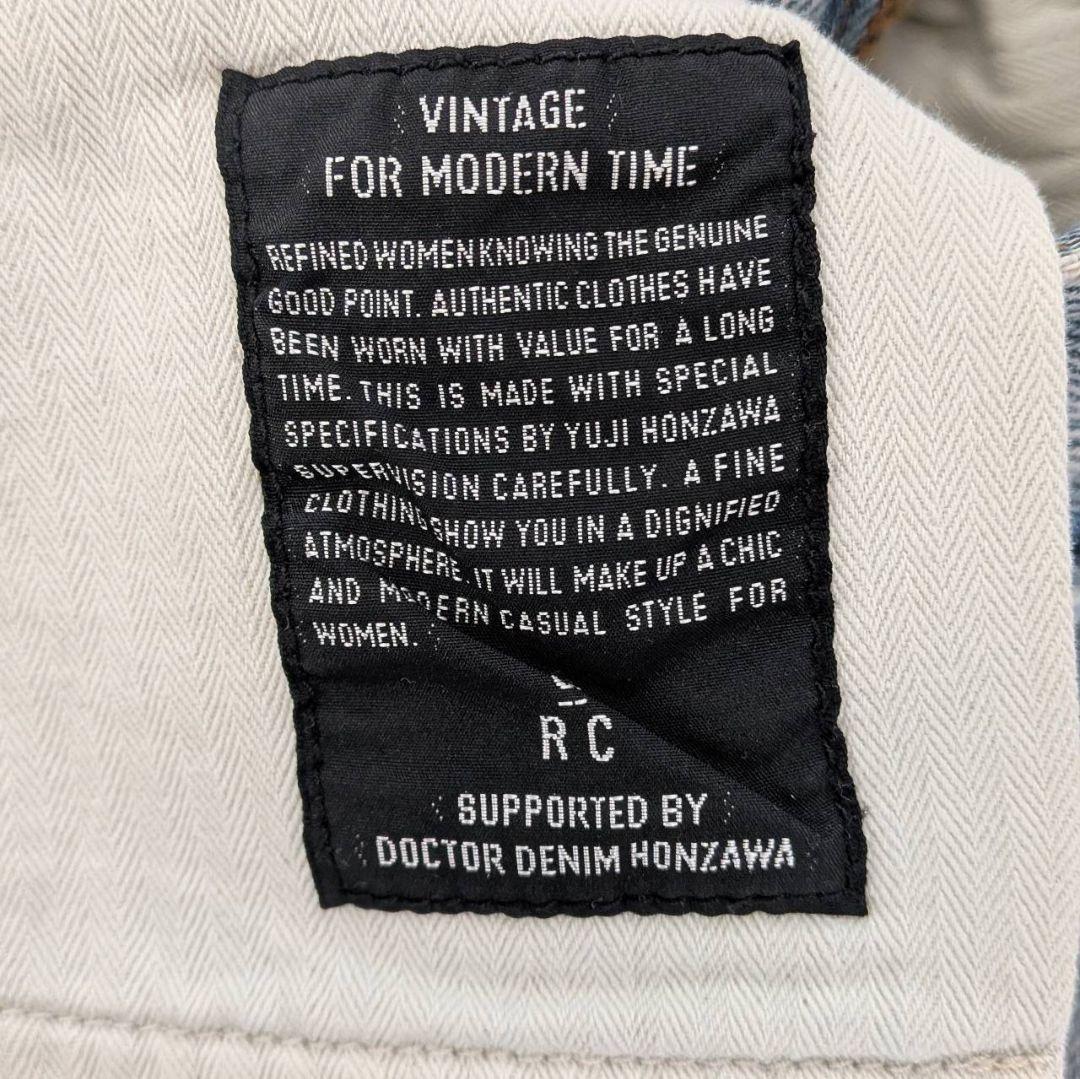 VINTAGE
FOR MODERN TIME
REFINED WOMEN KNOWING THE GENUINE
GOOD POINT. AUTHENTIC CLOTHES HAVE
BEEN WORN WITH VALUE FOR A LONG
TIME. THIS IS MADE WITH SPECIAL
SPECIFICATIONS BY YUJI HONZAWA
SUPERVISION CAREFULLY. A FINE
CLOTHING SHOW YOU IN A DIGNIFIED
ATMOSPHERE. IT WILL MAKE UP A CHIC
AND MODERN CASUAL STYLE FOR
WOMEN.
R C
SUPPORTED BY
DOCTOR DENIM HONZAWA